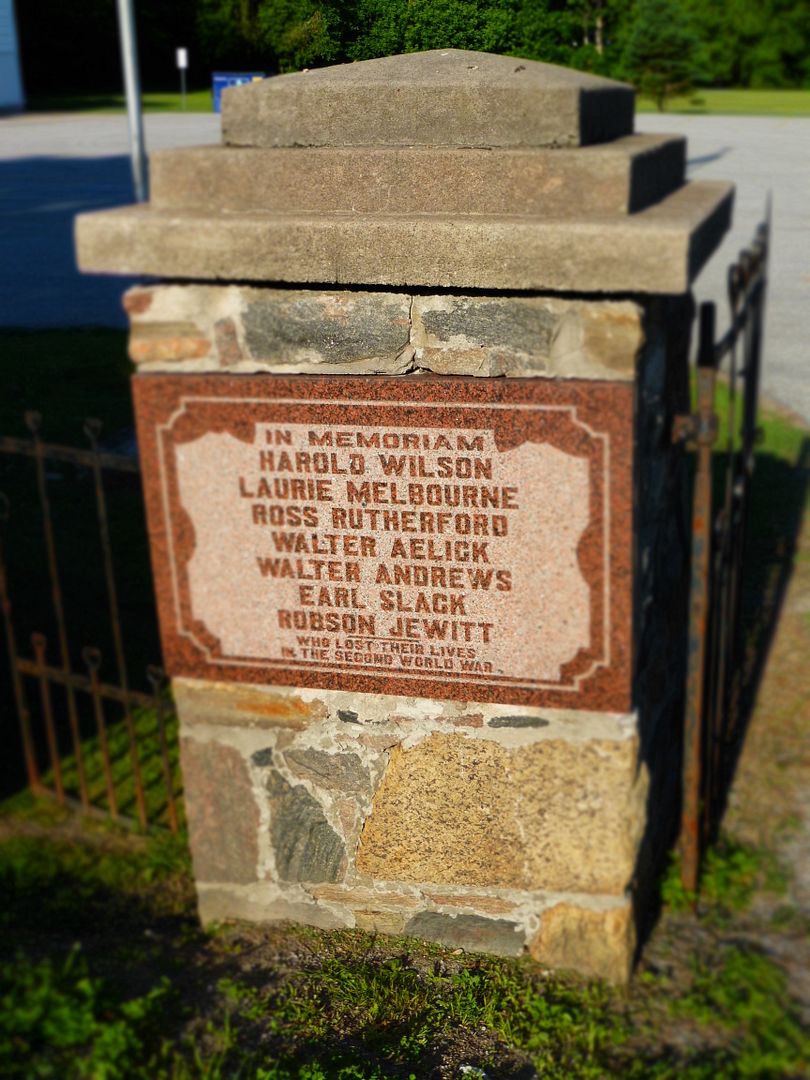 IN MEMORIAM
HAROLD WILSON
LAURIE MELBOURNE
ROSS RUTHERFORD
WALTER AELICK
WALTER ANDREWS
EARL SLACK
ROBSON JEWITT
WHO LOST THEIR LIVES
IN THE SECOND WORLD WAR